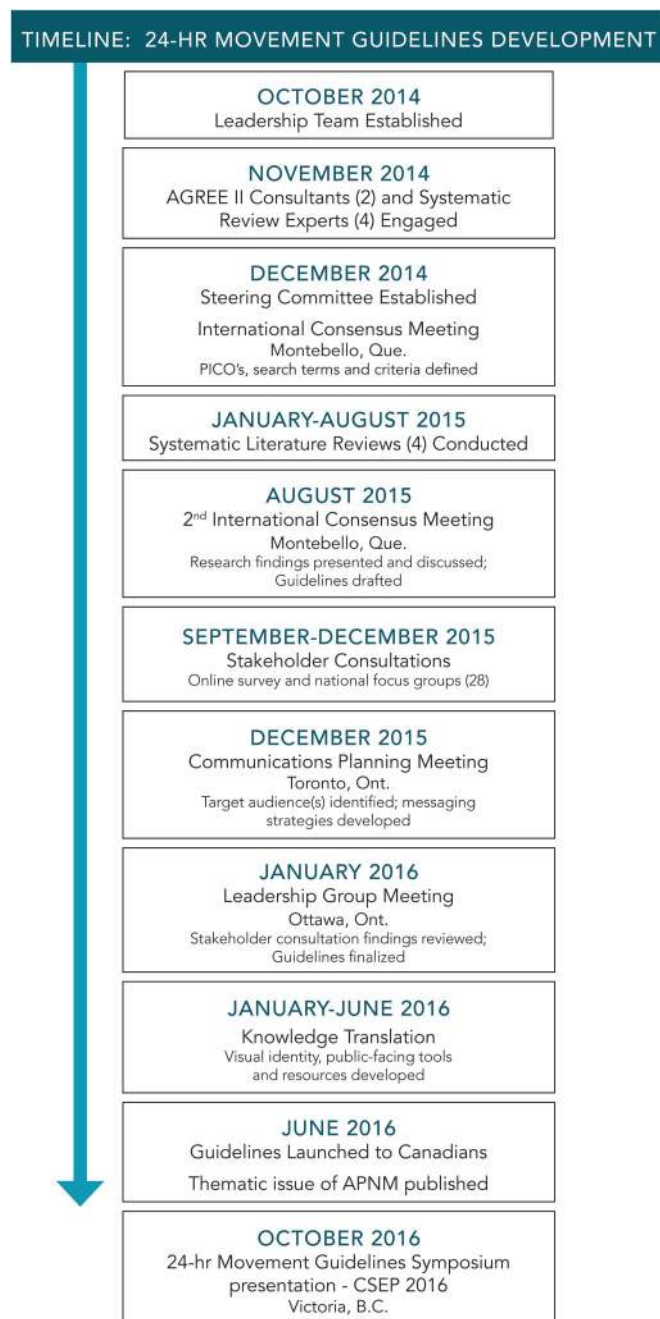 TIMELINE: 24-HR MOVEMENT GUIDELINES DEVELOPMENT
OCTOBER 2014
Leadership Team Established
NOVEMBER 2014
AGREE II Consultants (2) and Systematic
Review Experts (4) Engaged
DECEMBER 2014
Steering Committee Established
International Consensus Meeting
Montebello, Que.
PICO's, search terms and criteria defined
JANUARY-AUGUST 2015
Systematic Literature Reviews (4) Conducted
AUGUST 2015
2nd International Consensus Meeting
Montebello, Que.
Research findings presented and discussed;
Guidelines drafted
SEPTEMBER-DECEMBER 2015
Stakeholder Consultations
Online survey and national focus groups (28)
DECEMBER 2015
Communications Planning Meeting
Toronto, Ont.
Target audience(s) identified; messaging
strategies developed
JANUARY 2016
Leadership Group Meeting
Ottawa, Ont.
Stakeholder consultation findings reviewed;
Guidelines finalized
JANUARY-JUNE 2016
Knowledge Translation
Visual identity, public-facing tools
and resources developed
JUNE 2016
Guidelines Launched to Canadians
Thematic issue of APNM published
OCTOBER 2016
24-hr Movement Guidelines Symposium
presentation - CSEP 2016
Victoria, B.C.